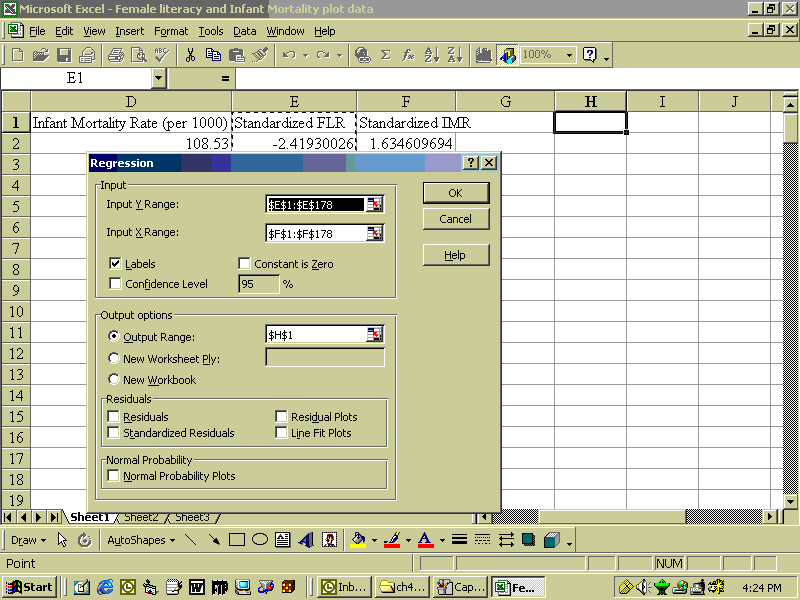 Microsoft Excel - Female literacy and Infant Mortality plot data
File Edit View Insert Format Tools Data Window Help
100%
E1 =
D E F G H I J
1 Infant Mortality Rate (per 1000) Standardized FLR Standardized IMR
2 108.53 -2.41930026 1.634609694
3
4
5
6
7
8
9
10
11
12
13
14
15
16
17
18
19
Regression
Input
Input Y Range: $E$1:$E$178
Input X Range: $F$1:$F$178
Labels Constant is Zero
Confidence Level 95 %
OK
Cancel
Help
Output options
Output Range: $H$1
New Worksheet Ply:
New Workbook
Residuals
Residuals Residual Plots
Standardized Residuals Line Fit Plots
Normal Probability
Normal Probability Plots
Sheet1 Sheet2 Sheet3
Draw AutoShapes
Point NUM
Start Inb... ch4... Cap... Fe... 4:24 PM